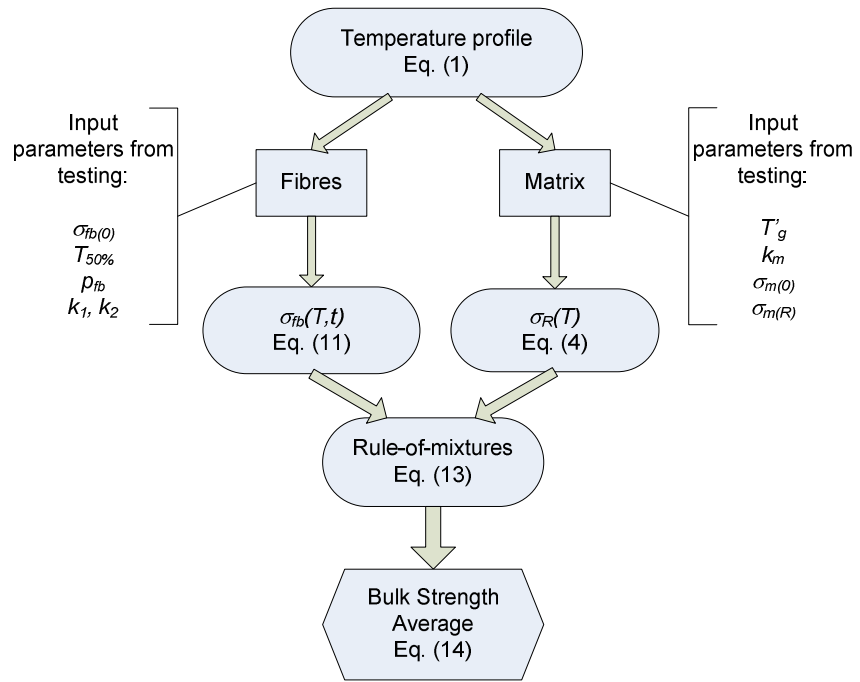 Temperature profile
Eq. (1)
Input
parameters from
testing:
σfb(0)
T50%
pfb
k1, k2
Fibres
Matrix
Input
parameters from
testing:
T’g
km
σm(0)
σm(R)
σfb(T,t)
Eq. (11)
σR(T)
Eq. (4)
Rule-of-mixtures
Eq. (13)
Bulk Strength
Average
Eq. (14)